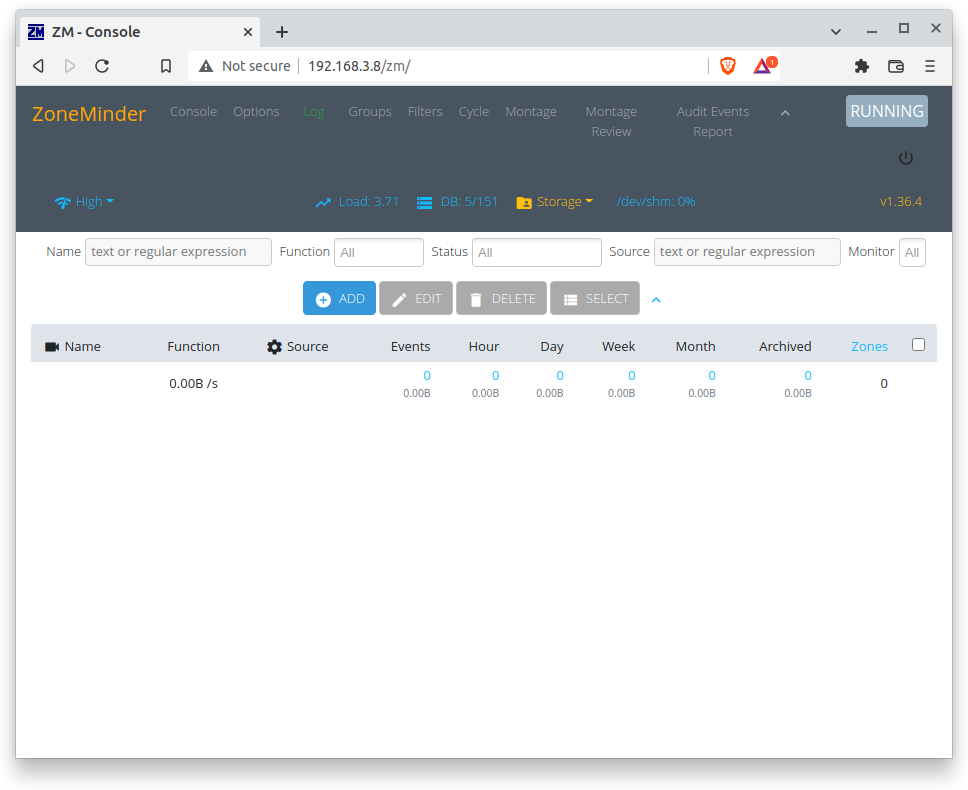 ZM - Console
Not secure 192.168.3.8/zm/ 1
ZoneMinder Console Options Log Groups Filters Cycle Montage Montage Review Audit Events Report RUNNING
High Load: 3.71 DB: 5/151 Storage /dev/shm: 0% v1.36.4
Name text or regular expression Function All Status All Source text or regular expression Monitor All
ADD EDIT DELETE SELECT
Name Function Source Events Hour Day Week Month Archived Zones
0.00B /s 0 0 0 0 0 0 0
0.00B 0.00B 0.00B 0.00B 0.00B 0.00B